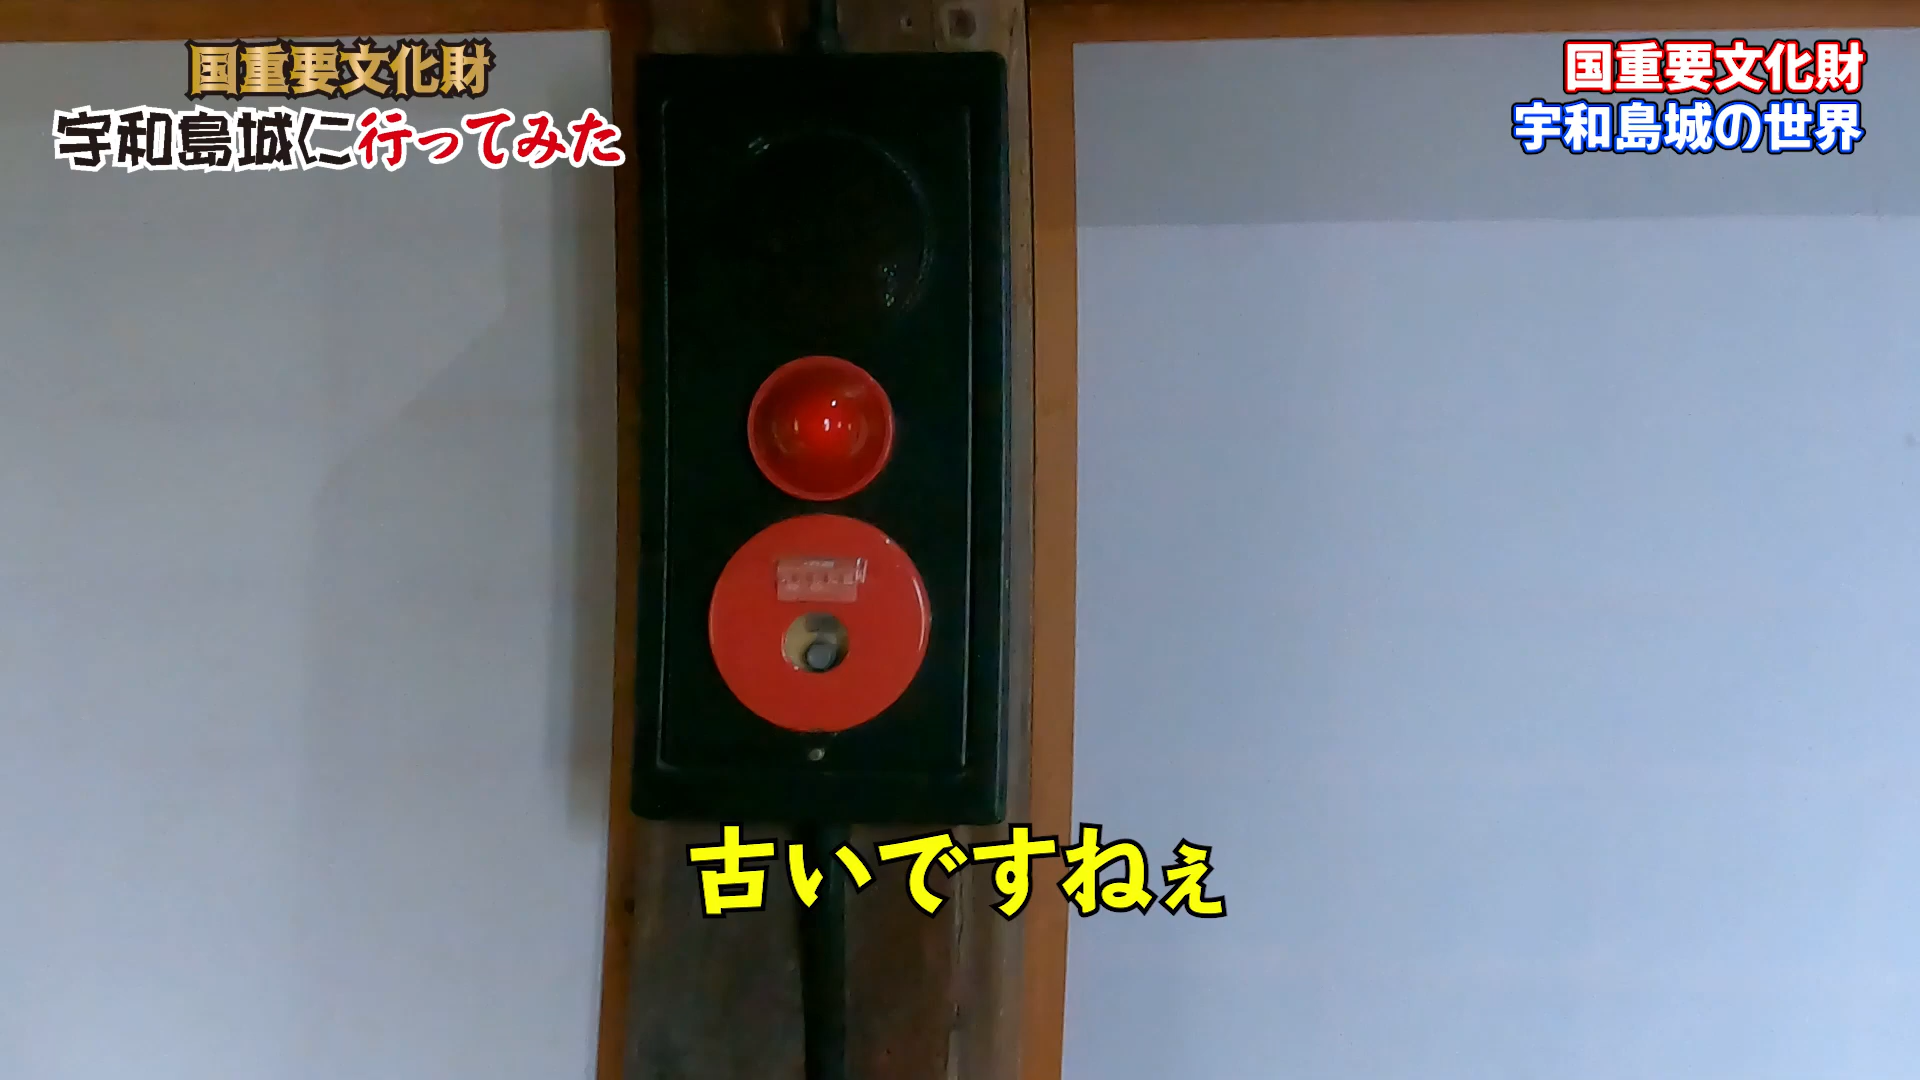 国重要文化財
宇和島城に行ってみた
国重要文化財
宇和島城の世界
古いですねぇ